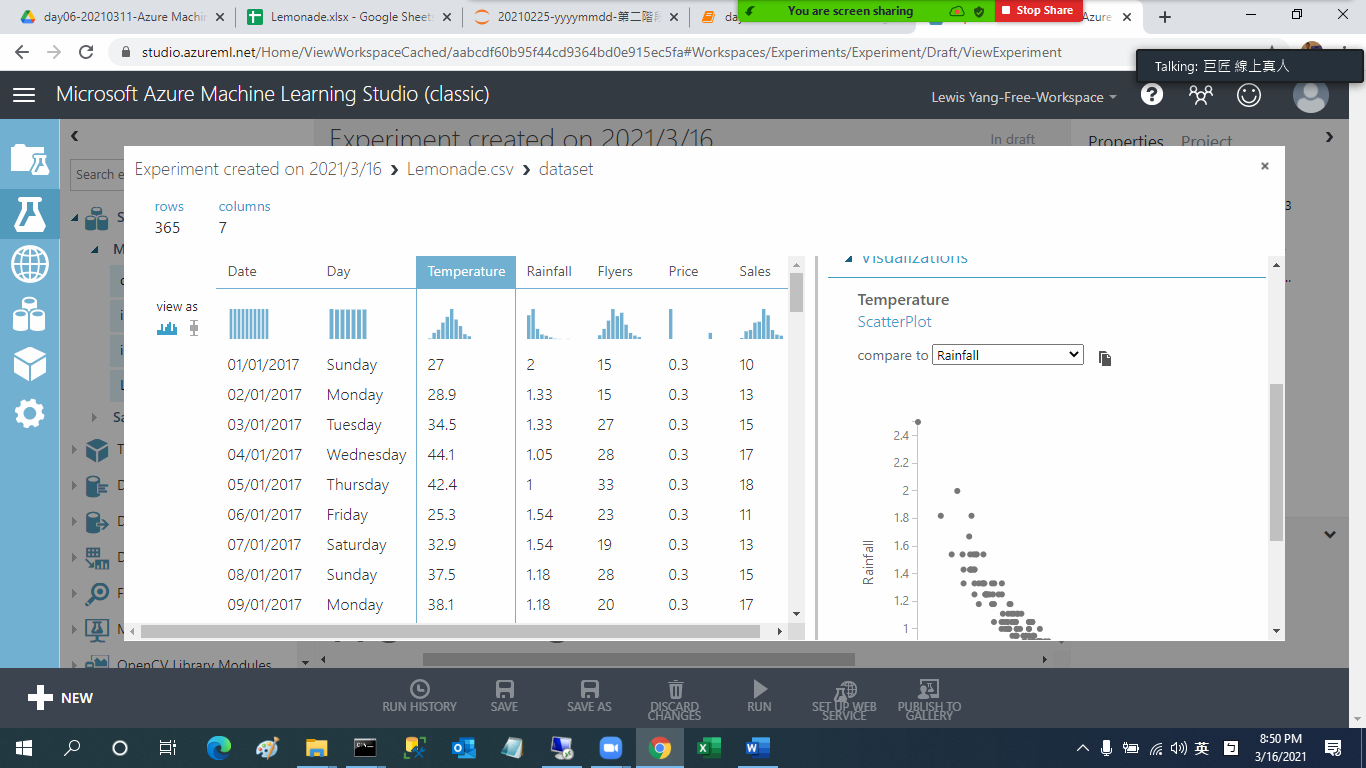 day06-20210311-Azure Machin
Lemonade.xlsx - Google Sheets
20210225-yyyymmdd-第二階段
day
You are screen sharing
Stop Share
Azure
studio.azureml.net/Home/ViewWorkspaceCached/aabcdf60b95f44cd9364bd0e915ec5fa#Workspaces/Experiments/Experiment/Draft/ViewExperiment
Talking: 巨匠 線上真人
Microsoft Azure Machine Learning Studio (classic)
Lewis Yang-Free-Workspace
Experiment created on 2021/3/16
In draft
Properties Project
Search e
Experiment created on 2021/3/16 Lemonade.csv dataset
rows columns
365 7
Date Day Temperature Rainfall Flyers Price Sales
view as
01/01/2017 Sunday 27 2 15 0.3 10
02/01/2017 Monday 28.9 1.33 15 0.3 13
03/01/2017 Tuesday 34.5 1.33 27 0.3 15
04/01/2017 Wednesday 44.1 1.05 28 0.3 17
05/01/2017 Thursday 42.4 1 33 0.3 18
06/01/2017 Friday 25.3 1.54 23 0.3 11
07/01/2017 Saturday 32.9 1.54 19 0.3 13
08/01/2017 Sunday 37.5 1.18 28 0.3 15
09/01/2017 Monday 38.1 1.18 20 0.3 17
Visualizations
Temperature
ScatterPlot
compare to Rainfall
2.4
2.2
2
1.8
1.6
1.4
1.2
1
Rainfall
OpenCV Library Modules
NEW
RUN HISTORY
SAVE
SAVE AS
DISCARD CHANGES
RUN
SET UP WEB SERVICE
PUBLISH TO GALLERY
英
8:50 PM
3/16/2021